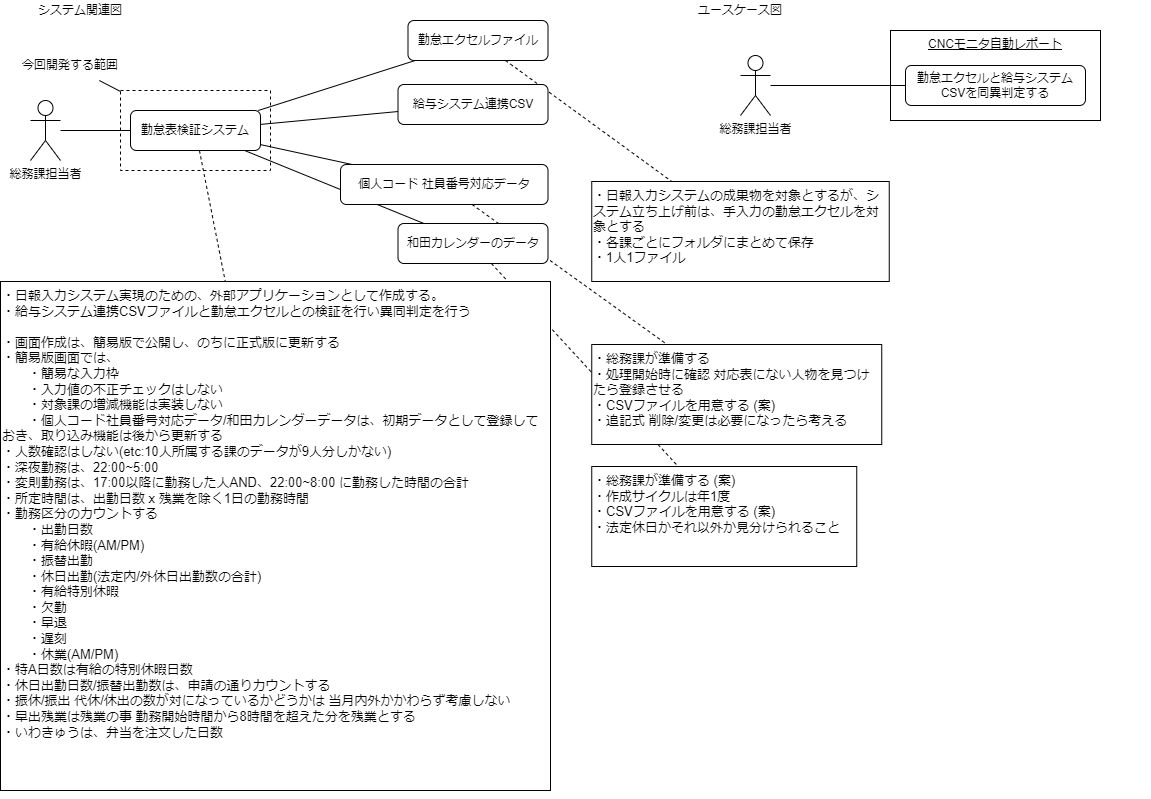 システム関連図
ユースケース図
勤怠エクセルファイル
CNCモニタ自動レポート
今回開発する範囲
勤怠エクセルと給与システム
CSVを同異判定する
給与システム連携CSV
勤怠表検証システム
総務課担当者
総務課担当者
個人コード 社員番号対応データ
和田カレンダーのデータ
・日報入力システムの成果物を対象とするが、シ
ステム立ち上げ前は、手入力の勤怠エクセルを対
象とする
・各課ごとにフォルダにまとめて保存
・1人1ファイル
・日報入力システム実現のための、外部アプリケーションとして作成する。
・給与システム連携CSVファイルと勤怠エクセルとの検証を行い異同判定を行う
・画面作成は、簡易版で公開し、のちに正式版に更新する
・簡易版画面では、
・簡易な入力枠
・入力値の不正チェックはしない
・対象課の増減機能は実装しない
・個人コード社員番号対応データ/和田カレンダーデータは、初期データとして登録して
おき、取り込み機能は後から更新する
・人数確認はしない(etc:10人所属する課のデータが9人分しかない)
・深夜勤務は、22:00~5:00
・変則勤務は、17:00以降に勤務した人AND、22:00~8:00 に勤務した時間の合計
・所定時間は、出勤日数 x 残業を除く1日の勤務時間
・勤務区分のカウントする
・出勤日数
・有給休暇(AM/PM)
・振替出勤
・休日出勤(法定内/外休日出勤数の合計)
・有給特別休暇
・欠勤
・早退
・遅刻
・休業(AM/PM)
・特A日数は有給の特別休暇日数
・休日出勤日数/振替出勤数は、申請の通りカウントする
・振休/振出 代休/休出の数が対になっているかどうかは 当月内外かかわらず考慮しない
・早出残業は残業の事 勤務開始時間から8時間を超えた分を残業とする
・いわきゅうは、弁当を注文した日数
・総務課が準備する
・処理開始時に確認 対応表にない人物を見つけ
たら登録させる
・CSVファイルを用意する (案)
・追記式 削除/変更は必要になったら考える
・総務課が準備する (案)
・作成サイクルは年1度
・CSVファイルを用意する (案)
・法定休日かそれ以外か見分けられること